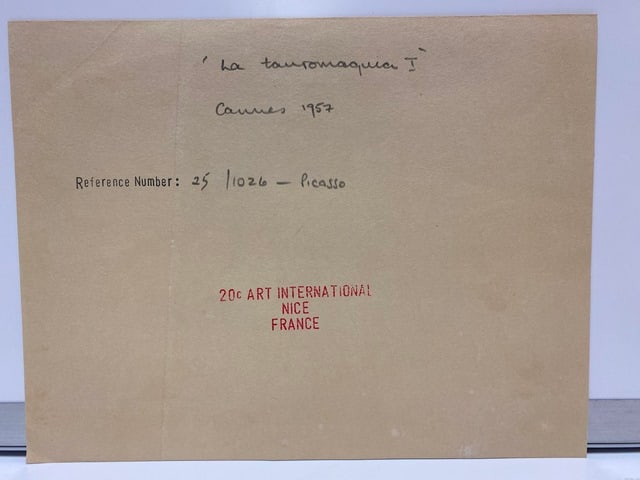 'La tauromaquia I"
Cannes 1957
Reference Number: 25 /1026 — Picasso
20c ART INTERNATIONAL
NICE
FRANCE